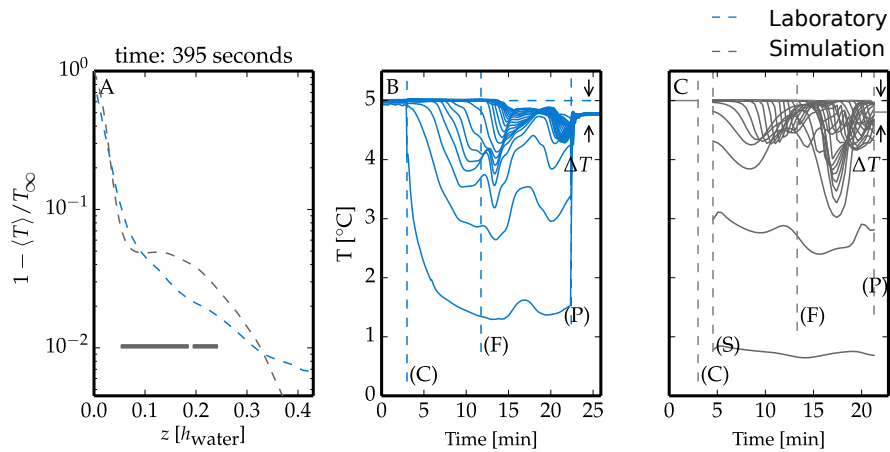 Laboratory
Simulation
time: 395 seconds
A
10⁰
10⁻¹
10⁻²
1 − ⟨T⟩/T∞
0.0 0.1 0.2 0.3 0.4
z [h_water]
B
5
4
3
2
1
0
T [°C]
ΔT
(P)
(F)
(C)
0 5 10 15 20 25
Time [min]
C
ΔT
(P)
(F)
(S)
(C)
0 5 10 15 20
Time [min]